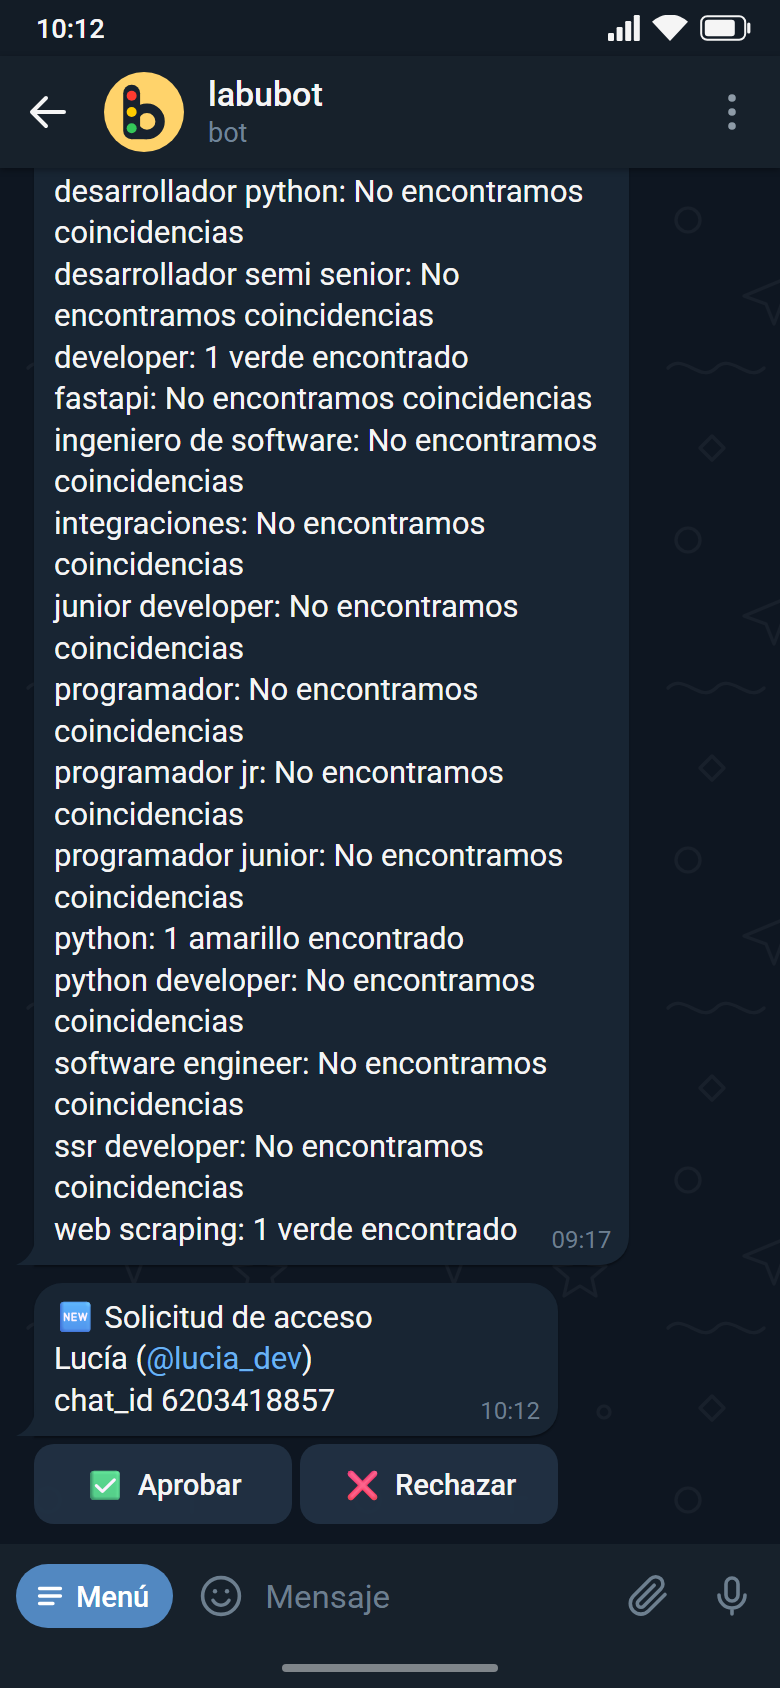 10:12
labubot
bot
desarrollador python: No encontramos
coincidencias
desarrollador semi senior: No
encontramos coincidencias
developer: 1 verde encontrado
fastapi: No encontramos coincidencias
ingeniero de software: No encontramos
coincidencias
integraciones: No encontramos
coincidencias
junior developer: No encontramos
coincidencias
programador: No encontramos
coincidencias
programador jr: No encontramos
coincidencias
programador junior: No encontramos
coincidencias
python: 1 amarillo encontrado
python developer: No encontramos
coincidencias
software engineer: No encontramos
coincidencias
ssr developer: No encontramos
coincidencias
web scraping: 1 verde encontrado
09:17
🆕 Solicitud de acceso
Lucía (@lucia_dev)
chat_id 6203418857
10:12
✅ Aprobar
❌ Rechazar
Menú
Mensaje